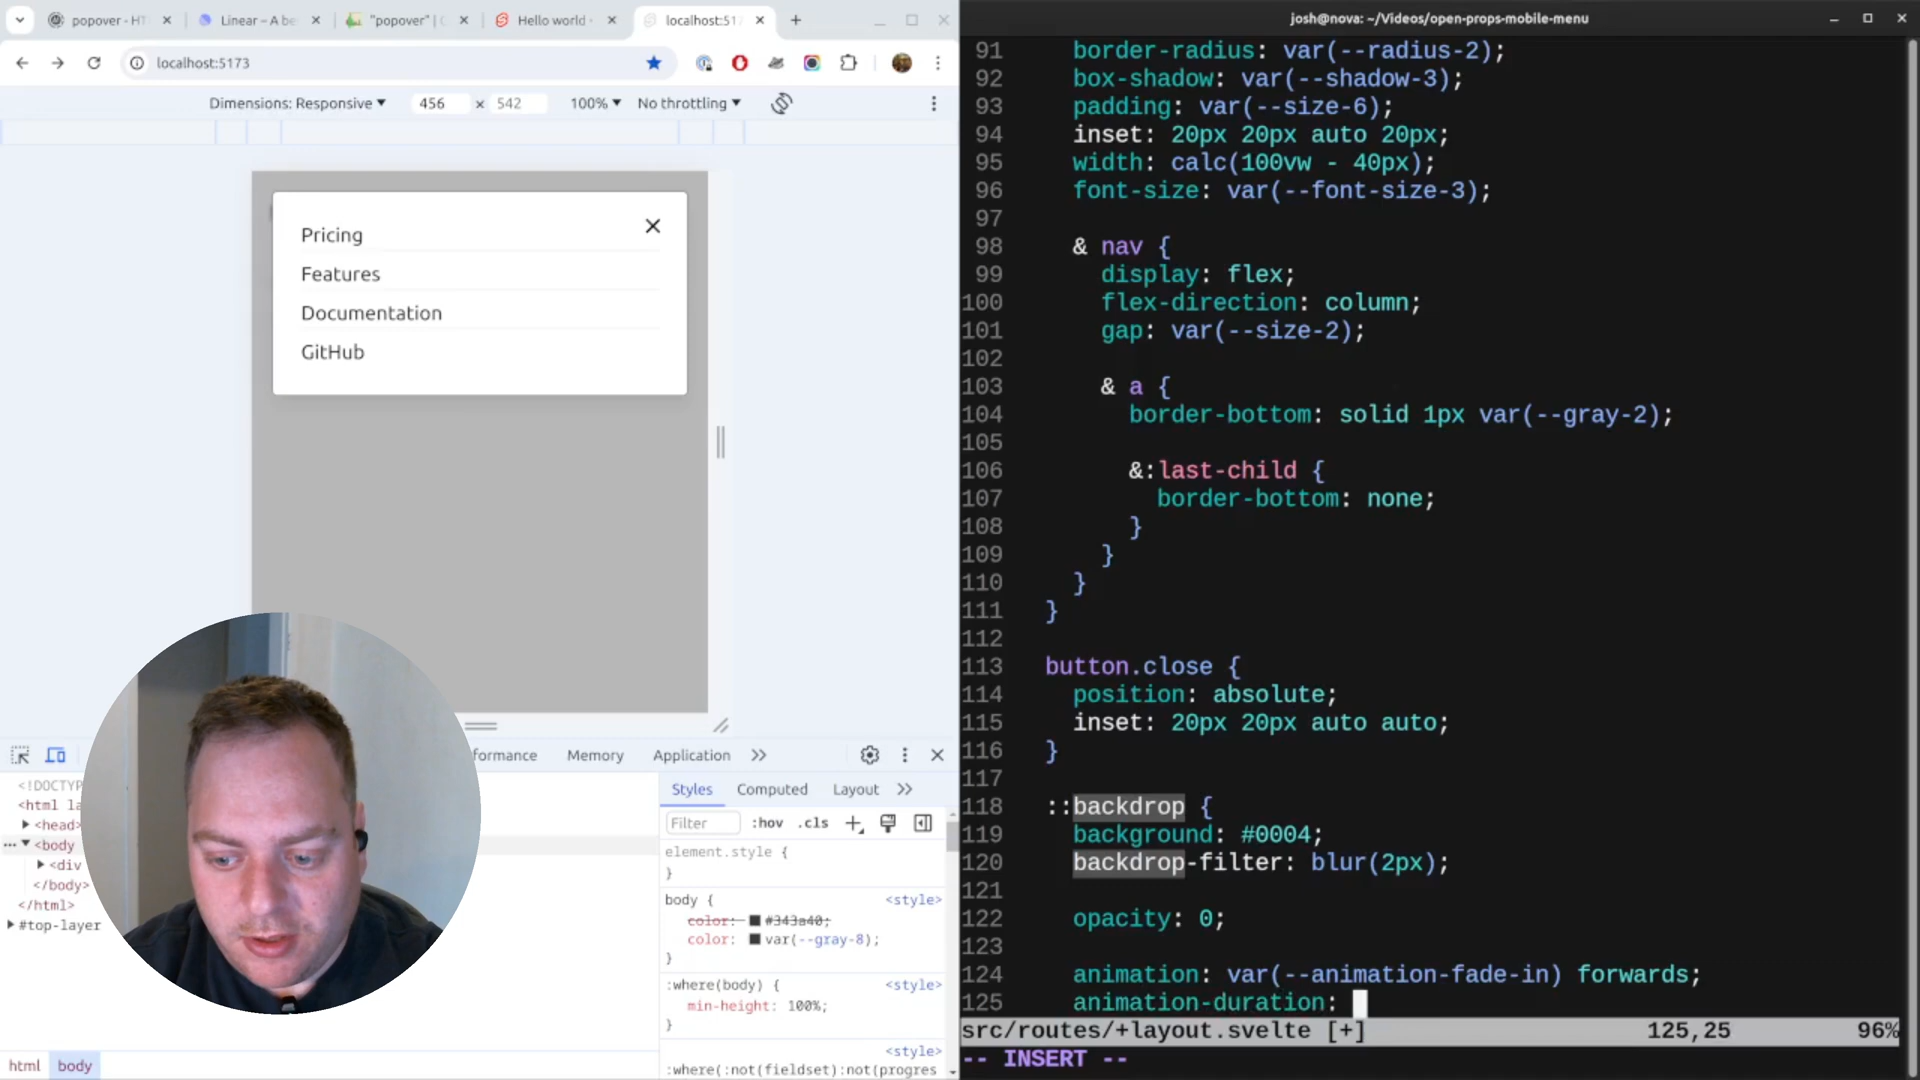 popover - HT
Linear – A be
"popover" | C
Hello world
localhost:517
localhost:5173
Dimensions: Responsive
456 × 542
100%
No throttling
Pricing
Features
Documentation
GitHub
formance
Memory
Application
<!DOCTYP
<html la
<head>
<body
<div
</body>
</html>
#top-layer
html
body
Styles
Computed
Layout
Filter
:hov
.cls
element.style {
}
body {
<style>
color: #343a40;
color: var(--gray-8);
}
:where(body) {
<style>
min-height: 100%;
}
<style>
:where(:not(fieldset):not(progres
josh@nova: ~/Videos/open-props-mobile-menu
91 border-radius: var(--radius-2);
92 box-shadow: var(--shadow-3);
93 padding: var(--size-6);
94 inset: 20px 20px auto 20px;
95 width: calc(100vw - 40px);
96 font-size: var(--font-size-3);
97
98 & nav {
99 display: flex;
100 flex-direction: column;
101 gap: var(--size-2);
102
103 & a {
104 border-bottom: solid 1px var(--gray-2);
105
106 &:last-child {
107 border-bottom: none;
108 }
109 }
110 }
111 }
112
113 button.close {
114 position: absolute;
115 inset: 20px 20px auto auto;
116 }
117
118 ::backdrop {
119 background: #0004;
120 backdrop-filter: blur(2px);
121
122 opacity: 0;
123
124 animation: var(--animation-fade-in) forwards;
125 animation-duration:
src/routes/+layout.svelte [+] 125,25 96%
-- INSERT --